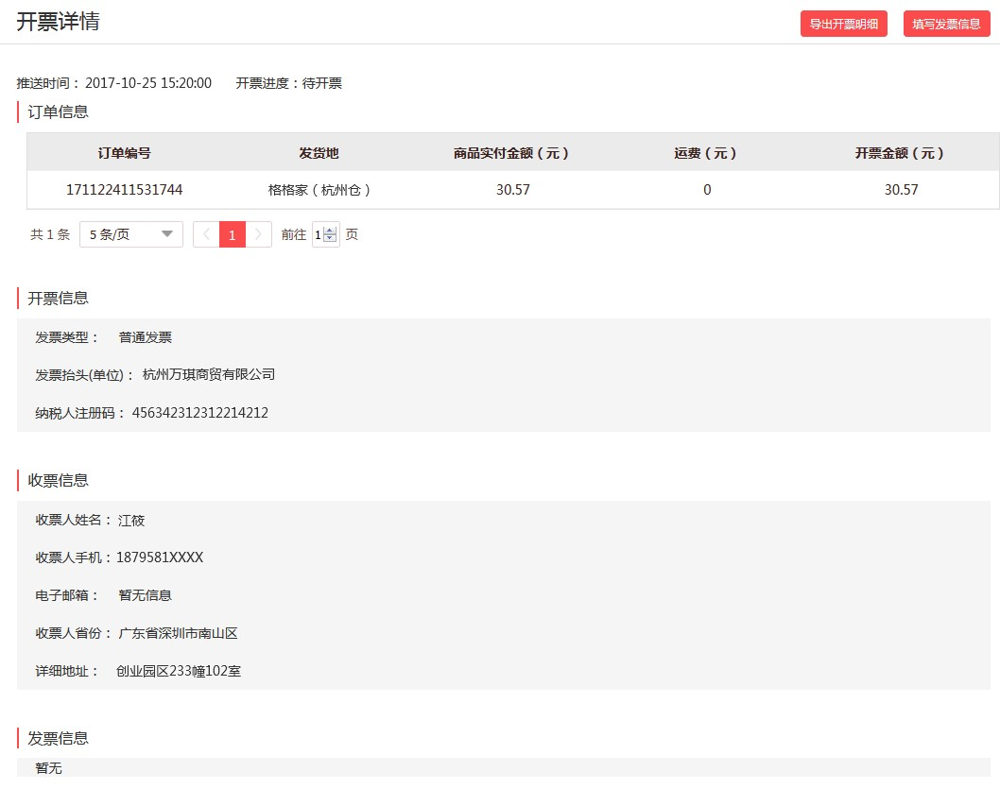 开票详情 导出开票明细 填写发票信息
推送时间： 2017-10-25 15:20:00 开票进度：待开票
订单信息
订单编号 发货地 商品实付金额（元） 运费（元） 开票金额（元）
171122411531744 格格家（杭州仓） 30.57 0 30.57
共 1 条 5 条/页 1 前往 1 页
开票信息
发票类型： 普通发票
发票抬头(单位)： 杭州万琪商贸有限公司
纳税人注册码： 456342312312214212
收票信息
收票人姓名： 江筱
收票人手机：1879581XXXX
电子邮箱： 暂无信息
收票人省份： 广东省深圳市南山区
详细地址： 创业园区233幢102室
发票信息
暂无